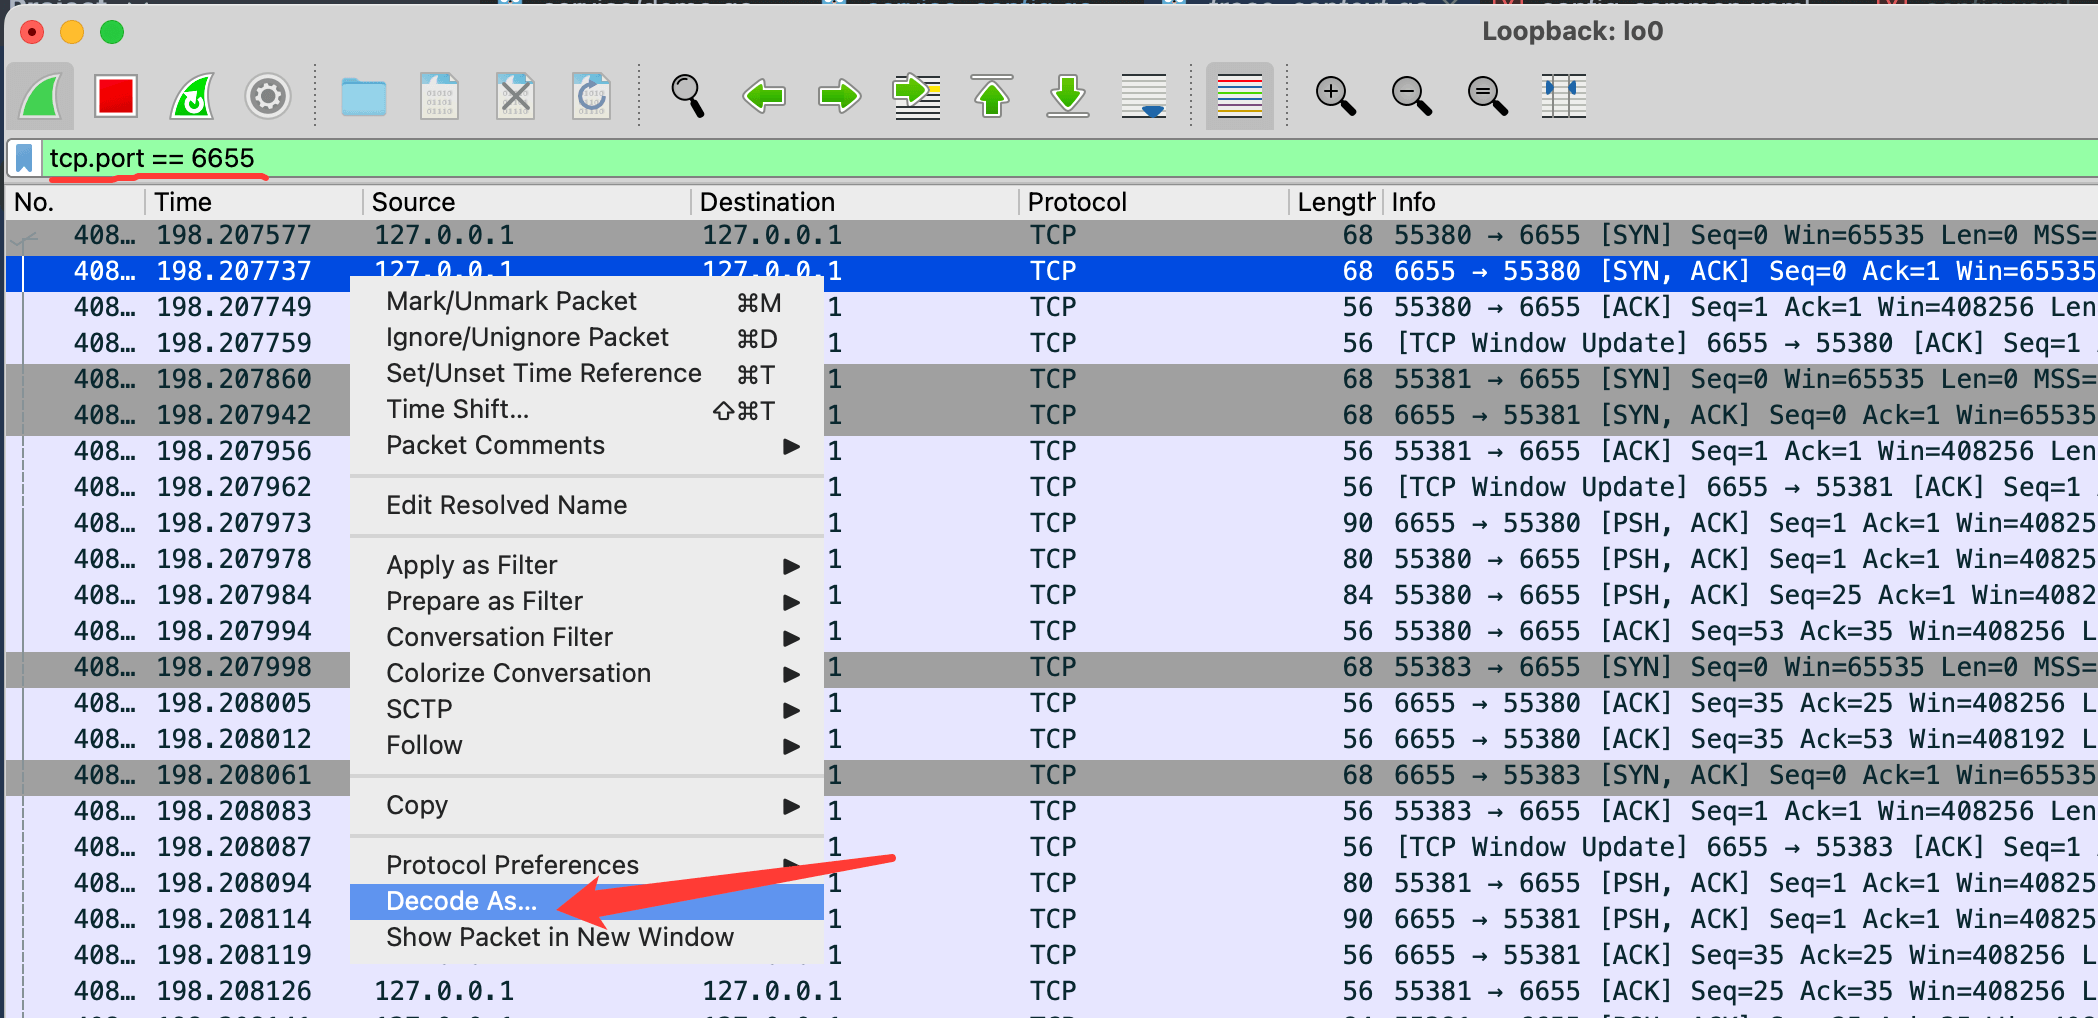 Loopback: lo0
tcp.port == 6655
No. Time Source Destination Protocol Length Info
408… 198.207577 127.0.0.1 127.0.0.1 TCP 68 55380 → 6655 [SYN] Seq=0 Win=65535 Len=0 MSS=
408… 198.207737 127.0.0.1 127.0.0.1 TCP 68 6655 → 55380 [SYN, ACK] Seq=0 Ack=1 Win=65535
408… 198.207749 1 TCP 56 55380 → 6655 [ACK] Seq=1 Ack=1 Win=408256 Len
408… 198.207759 1 TCP 56 [TCP Window Update] 6655 → 55380 [ACK] Seq=1
408… 198.207860 1 TCP 68 55381 → 6655 [SYN] Seq=0 Win=65535 Len=0 MSS=
408… 198.207942 1 TCP 68 6655 → 55381 [SYN, ACK] Seq=0 Ack=1 Win=65535
408… 198.207956 1 TCP 56 55381 → 6655 [ACK] Seq=1 Ack=1 Win=408256 Len
408… 198.207962 1 TCP 56 [TCP Window Update] 6655 → 55381 [ACK] Seq=1
408… 198.207973 1 TCP 90 6655 → 55380 [PSH, ACK] Seq=1 Ack=1 Win=40825
408… 198.207978 1 TCP 80 55380 → 6655 [PSH, ACK] Seq=1 Ack=1 Win=40825
408… 198.207984 1 TCP 84 55380 → 6655 [PSH, ACK] Seq=25 Ack=1 Win=4082
408… 198.207994 1 TCP 56 55380 → 6655 [ACK] Seq=53 Ack=35 Win=408256 L
408… 198.207998 1 TCP 68 55383 → 6655 [SYN] Seq=0 Win=65535 Len=0 MSS=
408… 198.208005 1 TCP 56 6655 → 55380 [ACK] Seq=35 Ack=25 Win=408256 L
408… 198.208012 1 TCP 56 6655 → 55380 [ACK] Seq=35 Ack=53 Win=408192 L
408… 198.208061 1 TCP 68 6655 → 55383 [SYN, ACK] Seq=0 Ack=1 Win=65535
408… 198.208083 1 TCP 56 55383 → 6655 [ACK] Seq=1 Ack=1 Win=408256 Len
408… 198.208087 1 TCP 56 [TCP Window Update] 6655 → 55383 [ACK] Seq=1
408… 198.208094 1 TCP 80 55381 → 6655 [PSH, ACK] Seq=1 Ack=1 Win=40825
408… 198.208114 1 TCP 90 6655 → 55381 [PSH, ACK] Seq=1 Ack=1 Win=40825
408… 198.208119 1 TCP 56 6655 → 55381 [ACK] Seq=35 Ack=25 Win=408256 L
408… 198.208126 127.0.0.1 127.0.0.1 TCP 56 55381 → 6655 [ACK] Seq=25 Ack=35 Win=408256 L
Mark/Unmark Packet ⌘M
Ignore/Unignore Packet ⌘D
Set/Unset Time Reference ⌘T
Time Shift... ⇧⌘T
Packet Comments
Edit Resolved Name
Apply as Filter
Prepare as Filter
Conversation Filter
Colorize Conversation
SCTP
Follow
Copy
Protocol Preferences
Decode As...
Show Packet in New Window